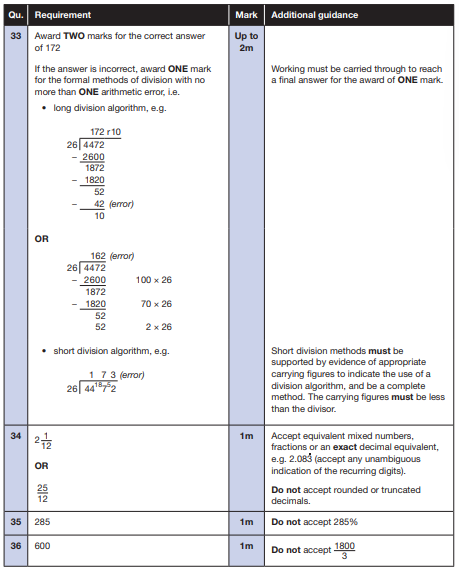 Qu. Requirement Mark Additional guidance
33 Award TWO marks for the correct answer Up to
of 172 2m
If the answer is incorrect, award ONE mark Working must be carried through to reach
for the formal methods of division with no a final answer for the award of ONE mark.
more than ONE arithmetic error, i.e.
• long division algorithm, e.g.
172 r10
26 4472
– 2600
1872
– 1820
52
– 42 (error)
10
OR
162 (error)
26 4472
– 2600 100 × 26
1872
– 1820 70 × 26
52
52 2 × 26
• short division algorithm, e.g. Short division methods must be
supported by evidence of appropriate
1 7 3 (error) carrying figures to indicate the use of a
26 44¹⁸7⁵2 division algorithm, and be a complete
method. The carrying figures must be less
than the divisor.
34 2 1/12 1m Accept equivalent mixed numbers,
fractions or an exact decimal equivalent,
OR e.g. 2.083̇ (accept any unambiguous
indication of the recurring digits).
25/12 Do not accept rounded or truncated
decimals.
35 285 1m Do not accept 285%
36 600 1m Do not accept 1800/3